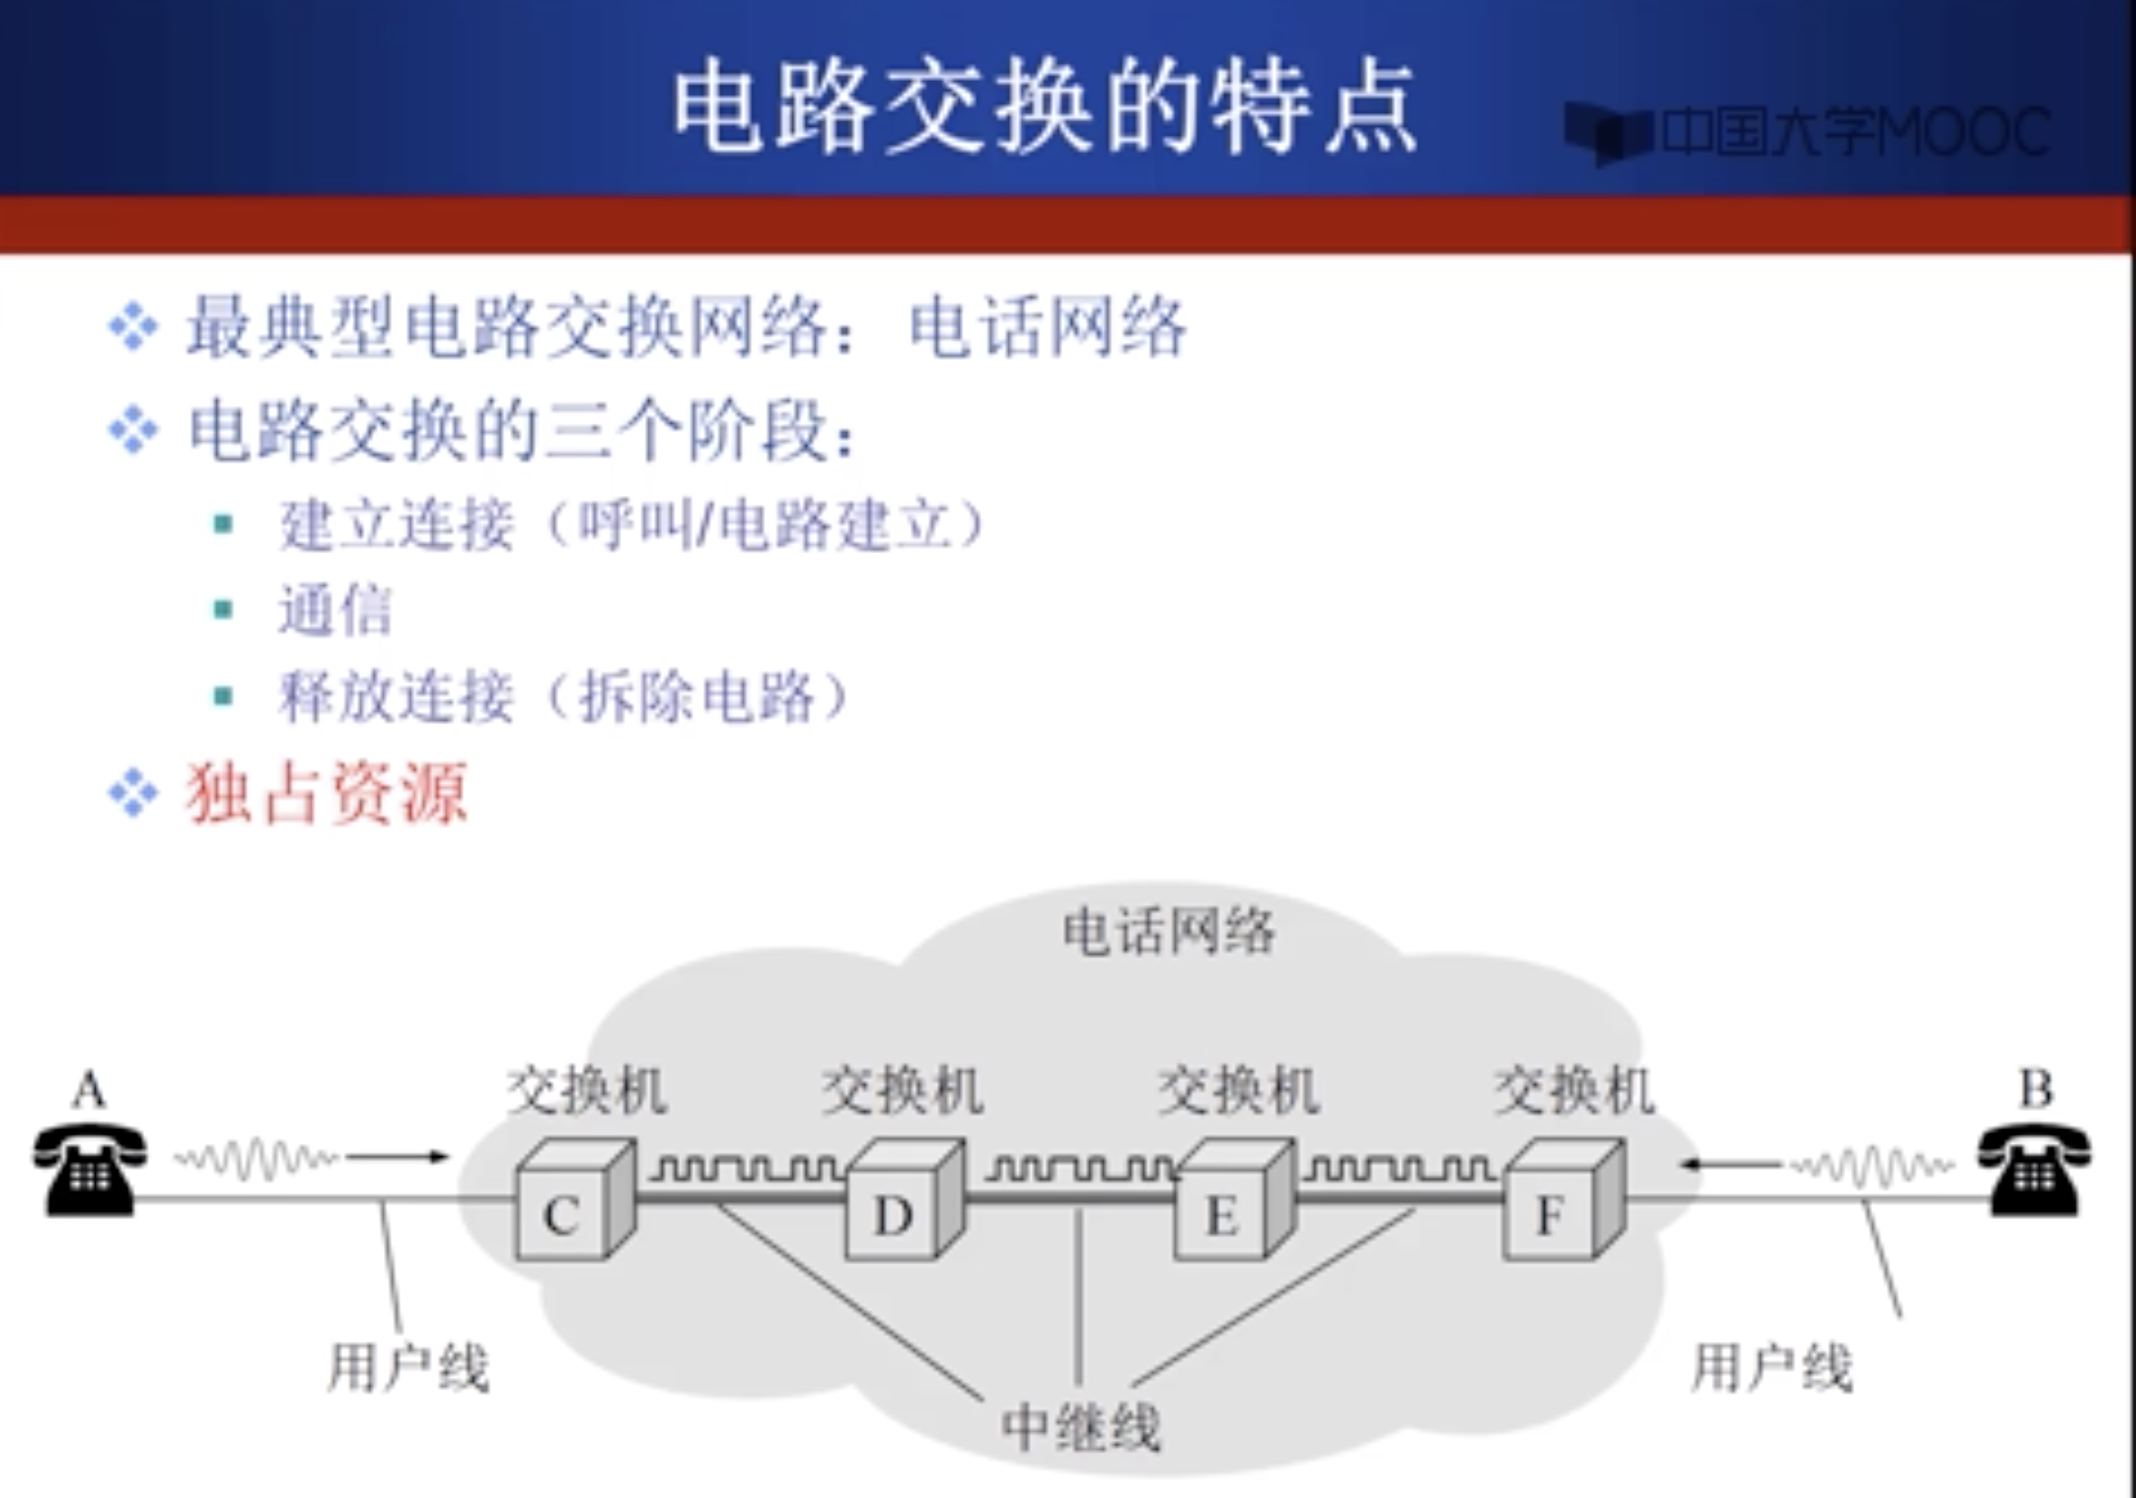 电路交换的特点
中国大学MOOC
最典型电路交换网络： 电话网络
电路交换的三个阶段：
建立连接（呼叫/电路建立）
通信
释放连接（拆除电路）
独占资源
电话网络
A
交换机
交换机
交换机
交换机
B
C
D
E
F
用户线
用户线
中继线